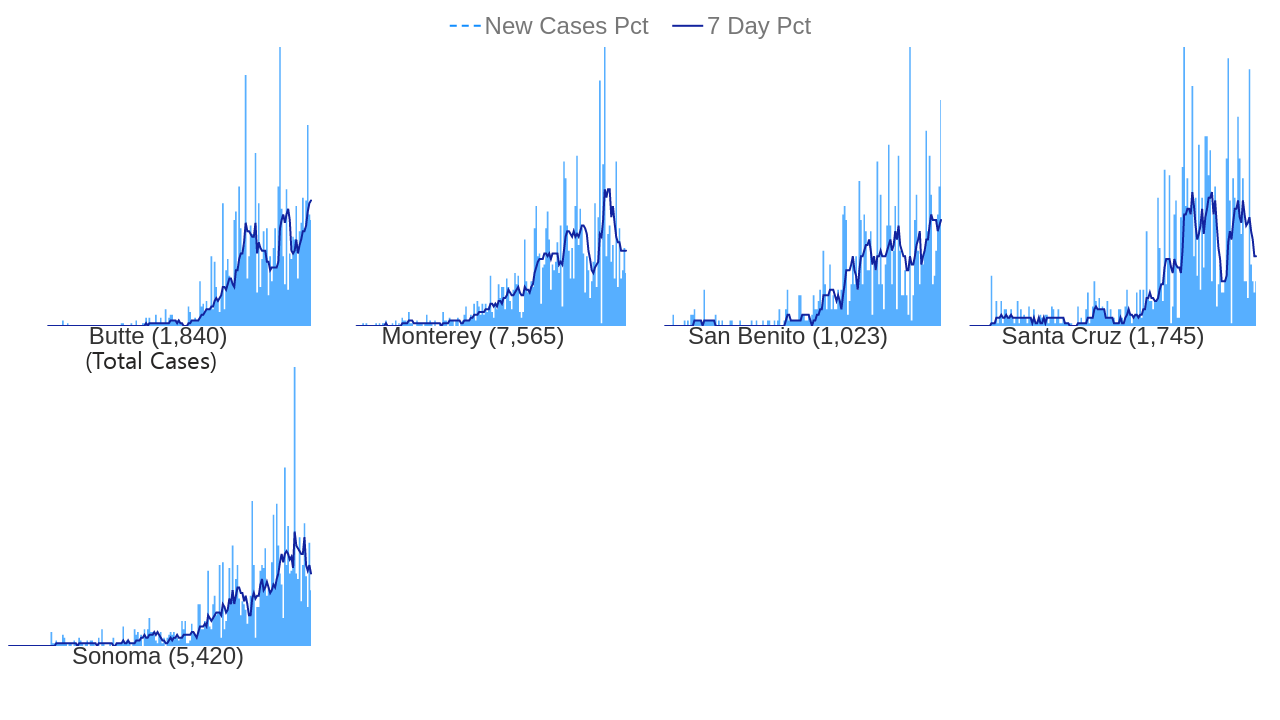 New Cases Pct 7 Day Pct
Butte (1,840)
(Total Cases)
Monterey (7,565)
San Benito (1,023)
Santa Cruz (1,745)
Sonoma (5,420)